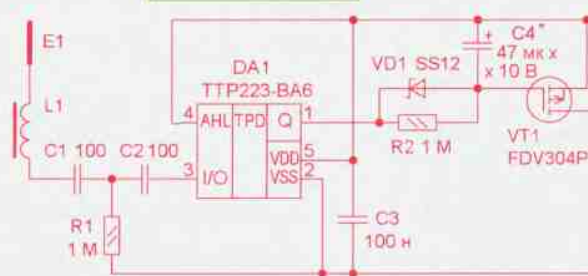 E1
L1
C1 100
C2 100
R1
1 М
DA1
TTP223-BA6
4
AHL
TPD
Q
1
VDD
5
VSS
2
3
I/O
VD1 SS12
R2 1 М
C3
100 н
+
C4*
47 мк х
х 10 В
VT1
FDV304P